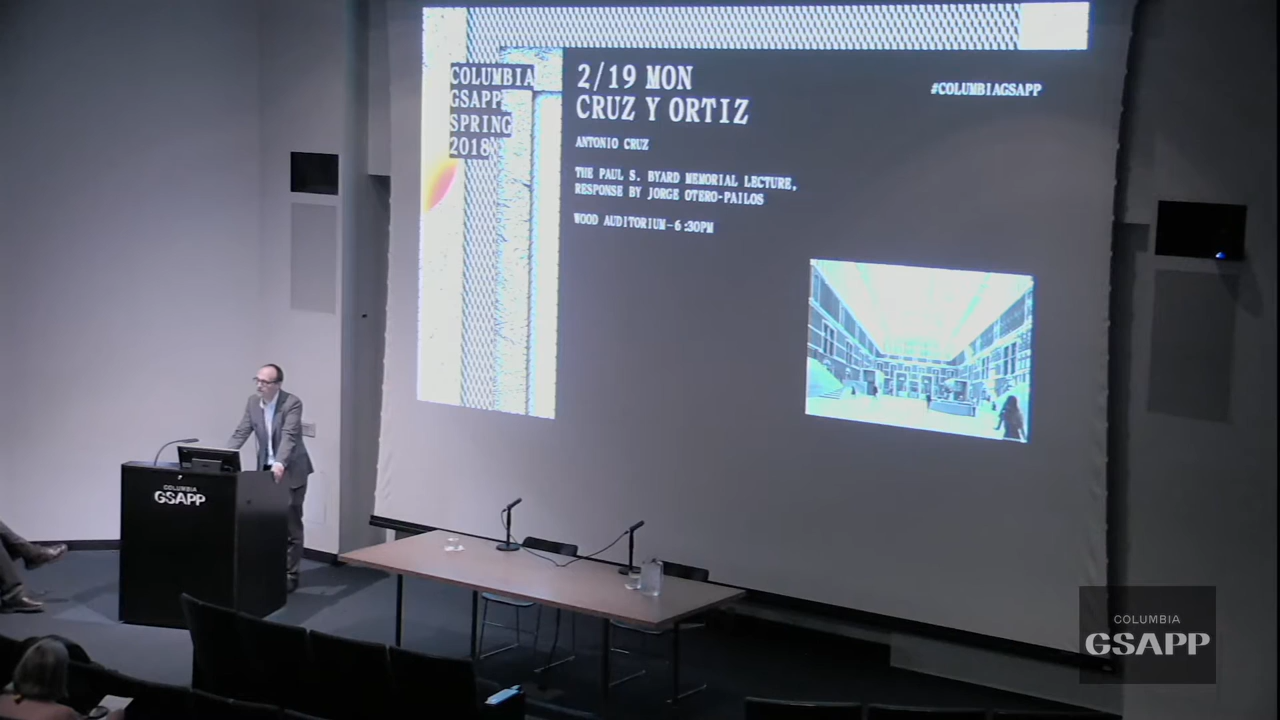 COLUMBIA
GSAPP
SPRING
2018
2/19 MON
CRUZ Y ORTIZ
#COLUMBIAGSAPP
ANTONIO CRUZ
THE PAUL S. BYARD MEMORIAL LECTURE,
RESPONSE BY JORGE OTERO-PAILOS
WOOD AUDITORIUM-6:30PM
COLUMBIA
GSAPP
COLUMBIA
GSAPP